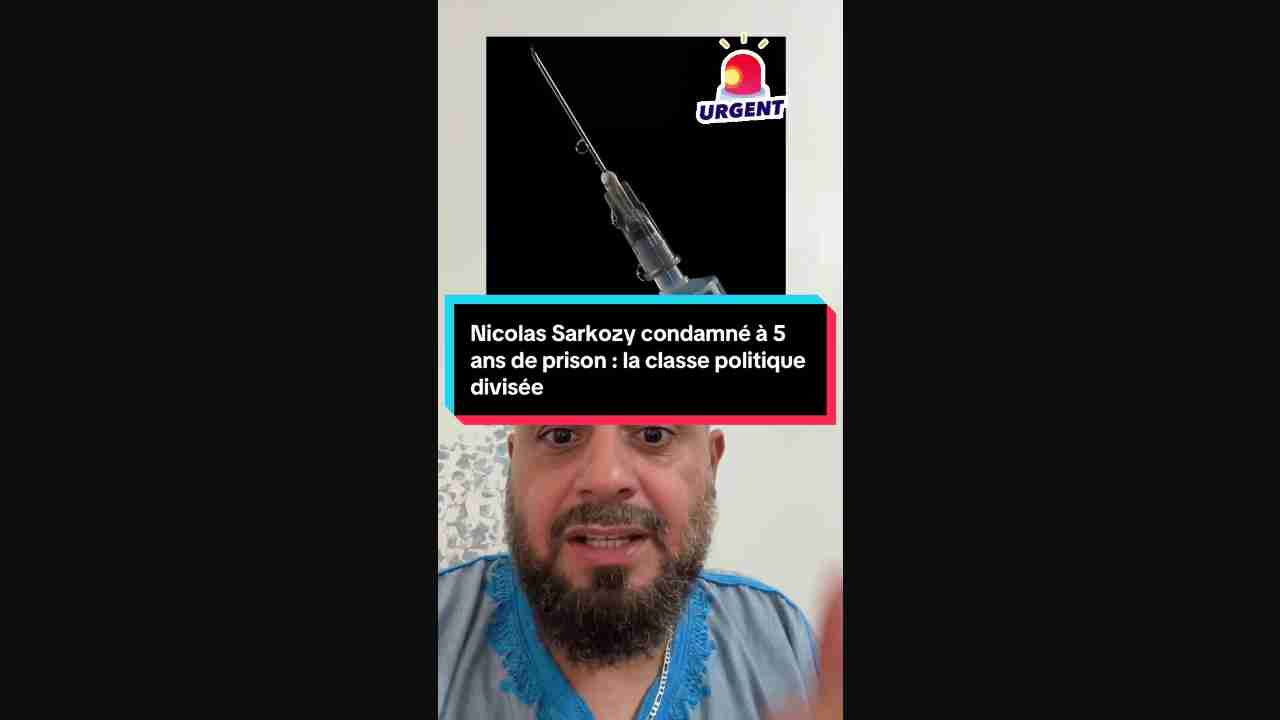 URGENT
Nicolas Sarkozy condamné à 5
ans de prison : la classe politique
divisée